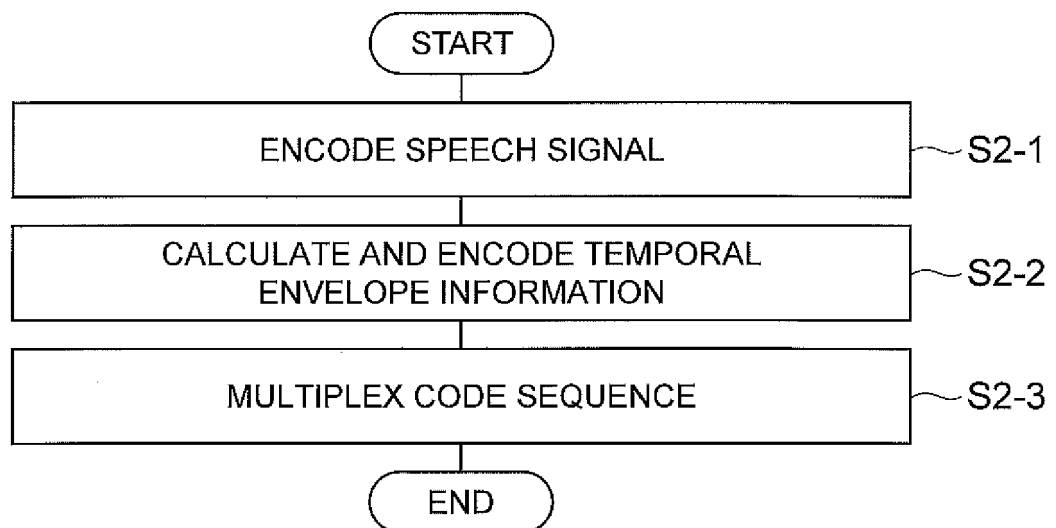 START
ENCODE SPEECH SIGNAL
S2-1
CALCULATE AND ENCODE TEMPORAL
ENVELOPE INFORMATION
S2-2
MULTIPLEX CODE SEQUENCE
S2-3
END